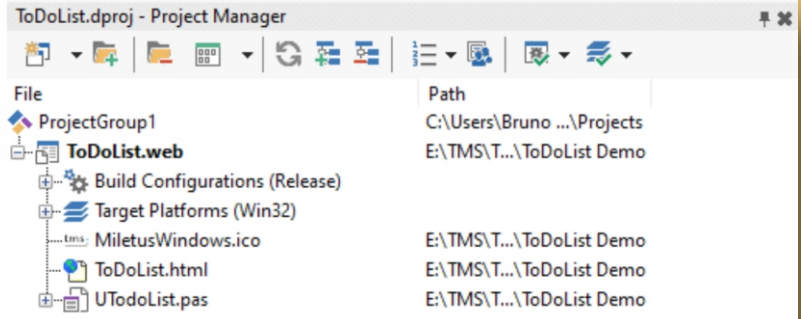 ToDoList.dproj - Project Manager
File Path
ProjectGroup1 C:\Users\Bruno ...\Projects
ToDoList.web E:\TMS\T...\ToDoList Demo
Build Configurations (Release)
Target Platforms (Win32)
tms MiletusWindows.ico E:\TMS\T...\ToDoList Demo
ToDoList.html E:\TMS\T...\ToDoList Demo
UTodoList.pas E:\TMS\T...\ToDoList Demo